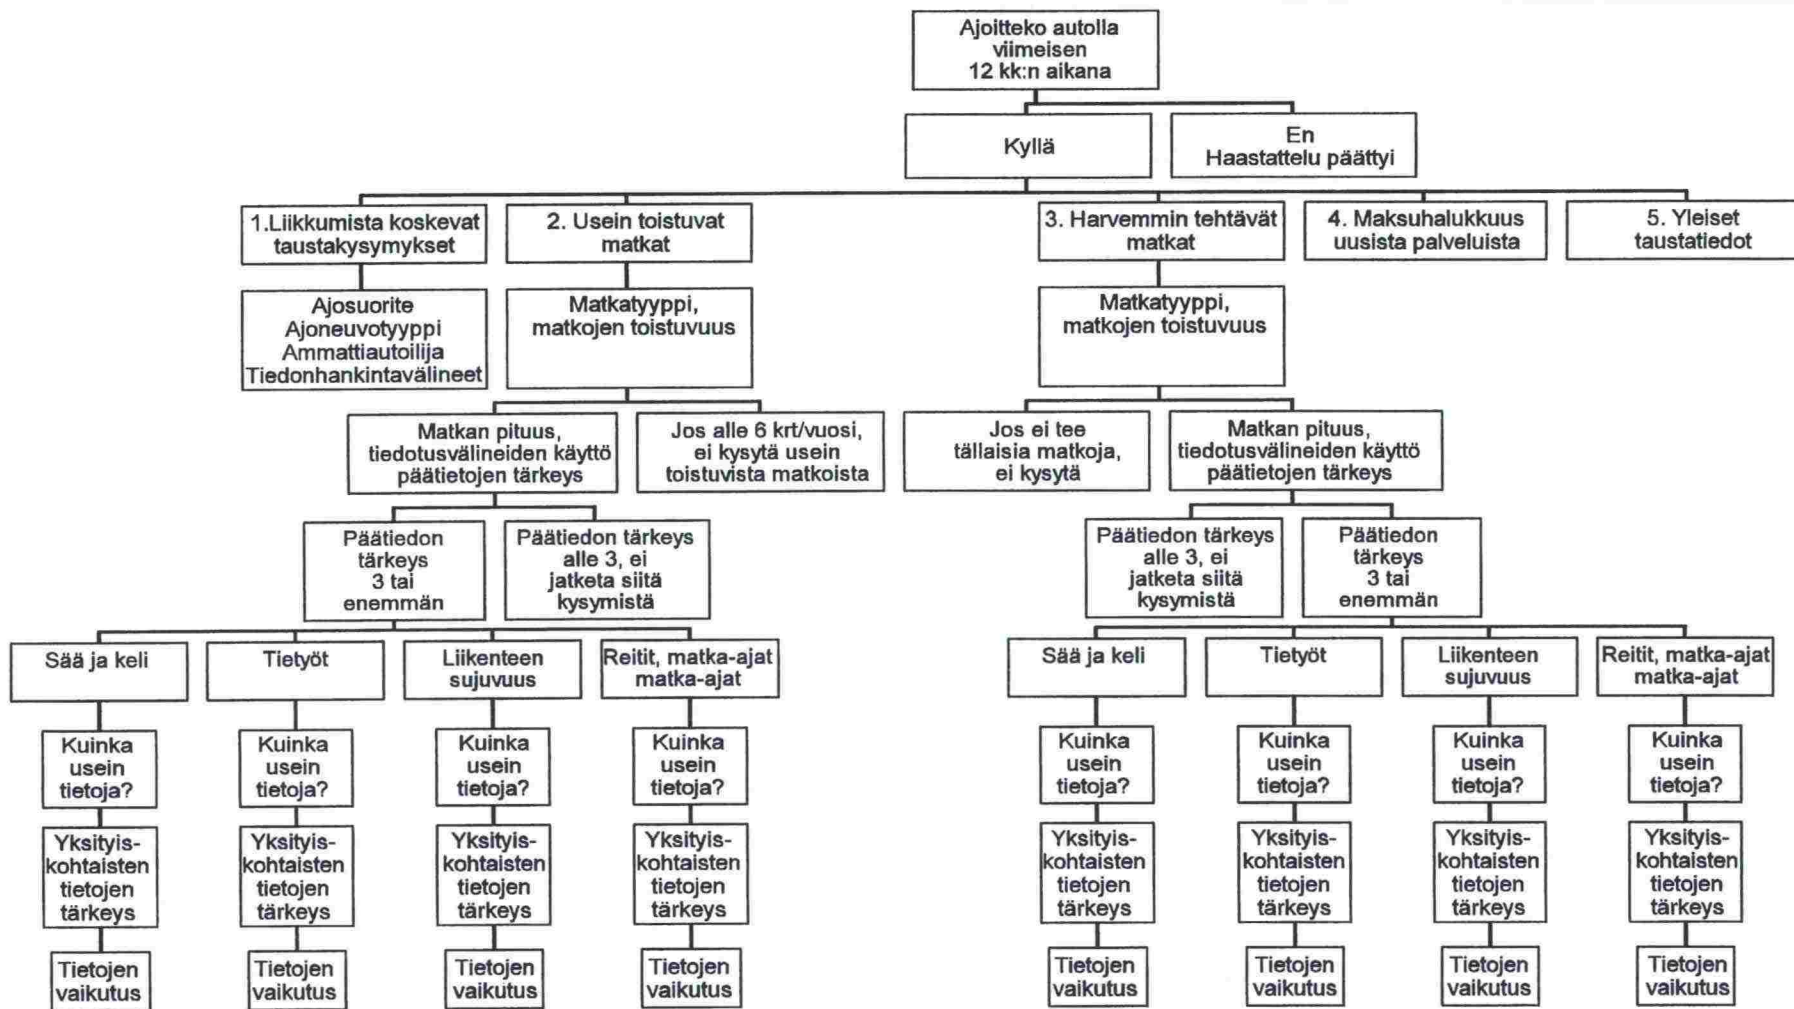 Ajoitteko autolla
viimeisen
12 kk:n aikana
Kyllä
En
Haastattelu päättyi
1.Liikkumista koskevat
taustakysymykset
2. Usein toistuvat
matkat
3. Harvemmin tehtävät
matkat
4. Maksuhalukkuus
uusista palveluista
5. Yleiset
taustatiedot
Ajosuorite
Ajoneuvotyyppi
Ammattiautoilija
Tiedonhankintavälineet
Matkatyyppi,
matkojen toistuvuus
Matkatyyppi,
matkojen toistuvuus
Matkan pituus,
tiedotusvälineiden käyttö
päätietojen tärkeys
Jos alle 6 krt/vuosi,
ei kysytä usein
toistuvista matkoista
Jos ei tee
tällaisia matkoja,
ei kysytä
Matkan pituus,
tiedotusvälineiden käyttö
päätietojen tärkeys
Päätiedon
tärkeys
3 tai
enemmän
Päätiedon tärkeys
alle 3, ei
jatketa siitä
kysymistä
Päätiedon tärkeys
alle 3, ei
jatketa siitä
kysymistä
Päätiedon
tärkeys
3 tai
enemmän
Sää ja keli
Tietyöt
Liikenteen
sujuvuus
Reitit, matka-ajat
matka-ajat
Sää ja keli
Tietyöt
Liikenteen
sujuvuus
Reitit, matka-ajat
matka-ajat
Kuinka
usein
tietoja?
Kuinka
usein
tietoja?
Kuinka
usein
tietoja?
Kuinka
usein
tietoja?
Kuinka
usein
tietoja?
Kuinka
usein
tietoja?
Kuinka
usein
tietoja?
Kuinka
usein
tietoja?
Yksityis-
kohtaisten
tietojen
tärkeys
Yksityis-
kohtaisten
tietojen
tärkeys
Yksityis-
kohtaisten
tietojen
tärkeys
Yksityis-
kohtaisten
tietojen
tärkeys
Yksityis-
kohtaisten
tietojen
tärkeys
Yksityis-
kohtaisten
tietojen
tärkeys
Yksityis-
kohtaisten
tietojen
tärkeys
Yksityis-
kohtaisten
tietojen
tärkeys
Tietojen
vaikutus
Tietojen
vaikutus
Tietojen
vaikutus
Tietojen
vaikutus
Tietojen
vaikutus
Tietojen
vaikutus
Tietojen
vaikutus
Tietojen
vaikutus